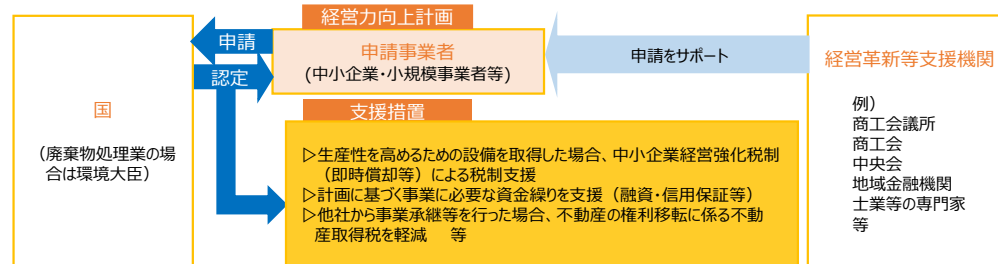 経営力向上計画
申請
認定
申請事業者
(中小企業・小規模事業者等)
申請をサポート
国
(廃棄物処理業の場
合は環境大臣)
支援措置
▷生産性を高めるための設備を取得した場合、中小企業経営強化税制
(即時償却等)による税制支援
▷計画に基づく事業に必要な資金繰りを支援(融資・信用保証等)
▷他社から事業承継等を行った場合、不動産の権利移転に係る不動
産取得税を軽減 等
経営革新等支援機関
例)
商工会議所
商工会
中央会
地域金融機関
士業等の専門家
等